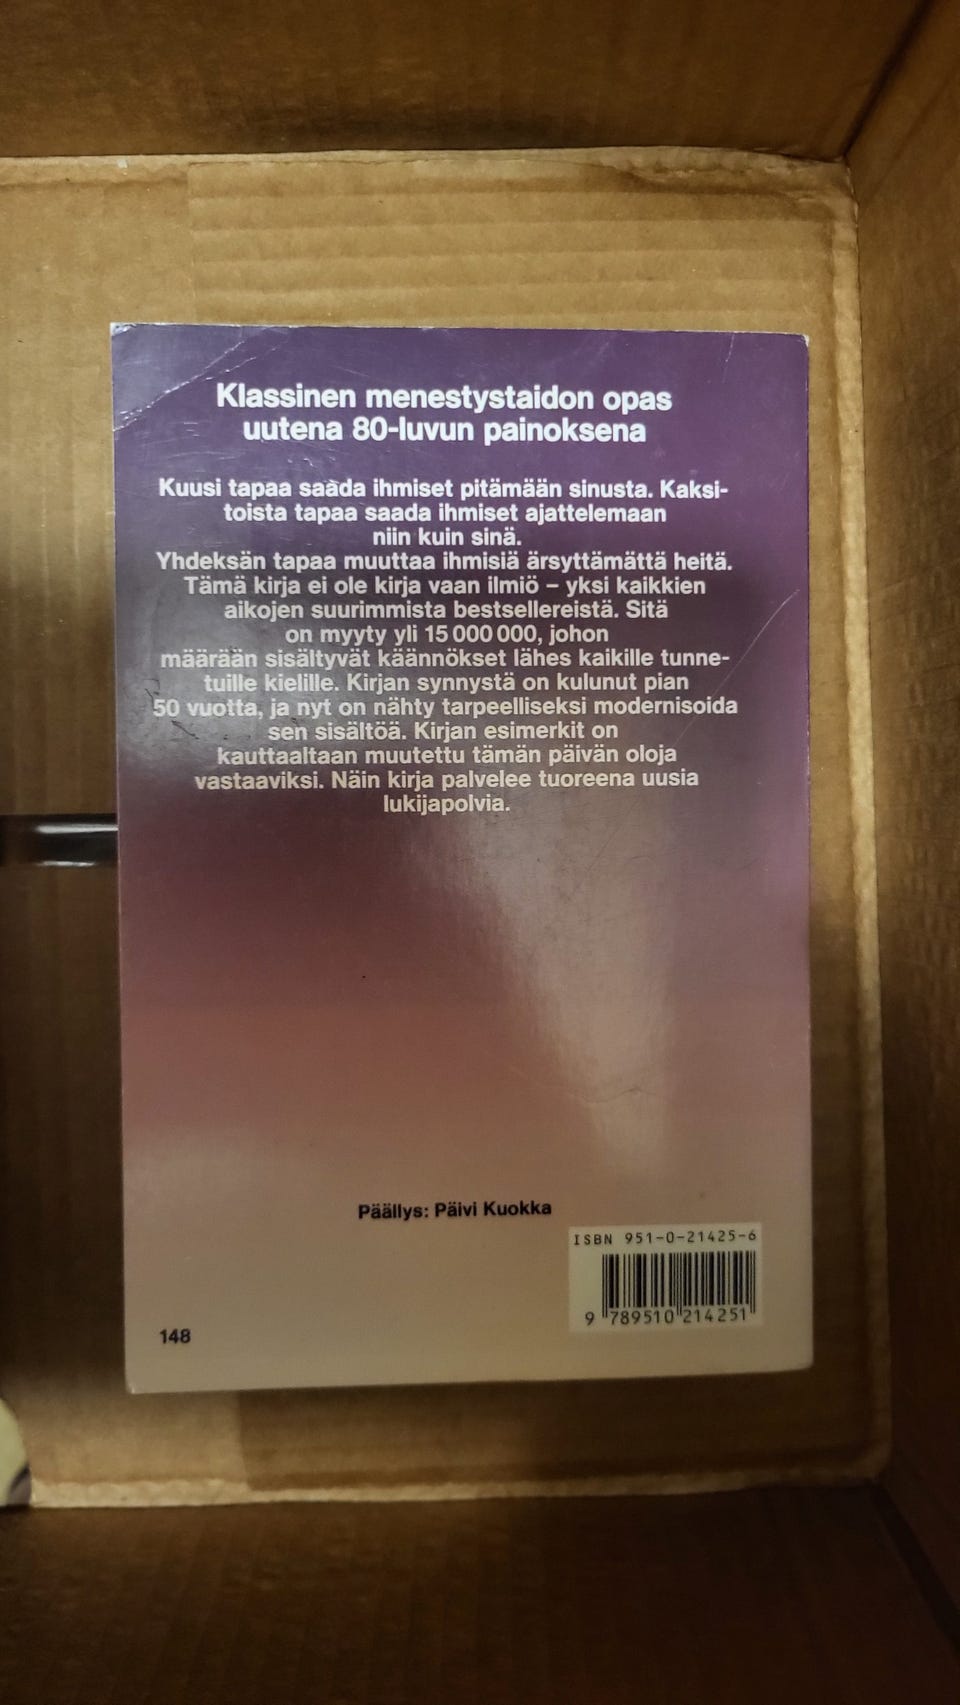 Klassinen menestystaidon opas
uutena 80-luvun painoksena
Kuusi tapaa saada ihmiset pitämään sinusta. Kaksi-
toista tapaa saada ihmiset ajattelemaan
niin kuin sinä.
Yhdeksän tapaa muuttaa ihmisiä ärsyttämättä heitä.
Tämä kirja ei ole kirja vaan ilmiö – yksi kaikkien
aikojen suurimmista bestsellereistä. Sitä
on myyty yli 15 000 000, johon
määrään sisältyvät käännökset lähes kaikille tunne-
tuille kielille. Kirjan synnystä on kulunut pian
50 vuotta, ja nyt on nähty tarpeelliseksi modernisoida
sen sisältöä. Kirjan esimerkit on
kauttaaltaan muutettu tämän päivän oloja
vastaaviksi. Näin kirja palvelee tuoreena uusia
lukijapolvia.
Päällys: Päivi Kuokka
ISBN 951-0-21425-6
9 789510 214251
148